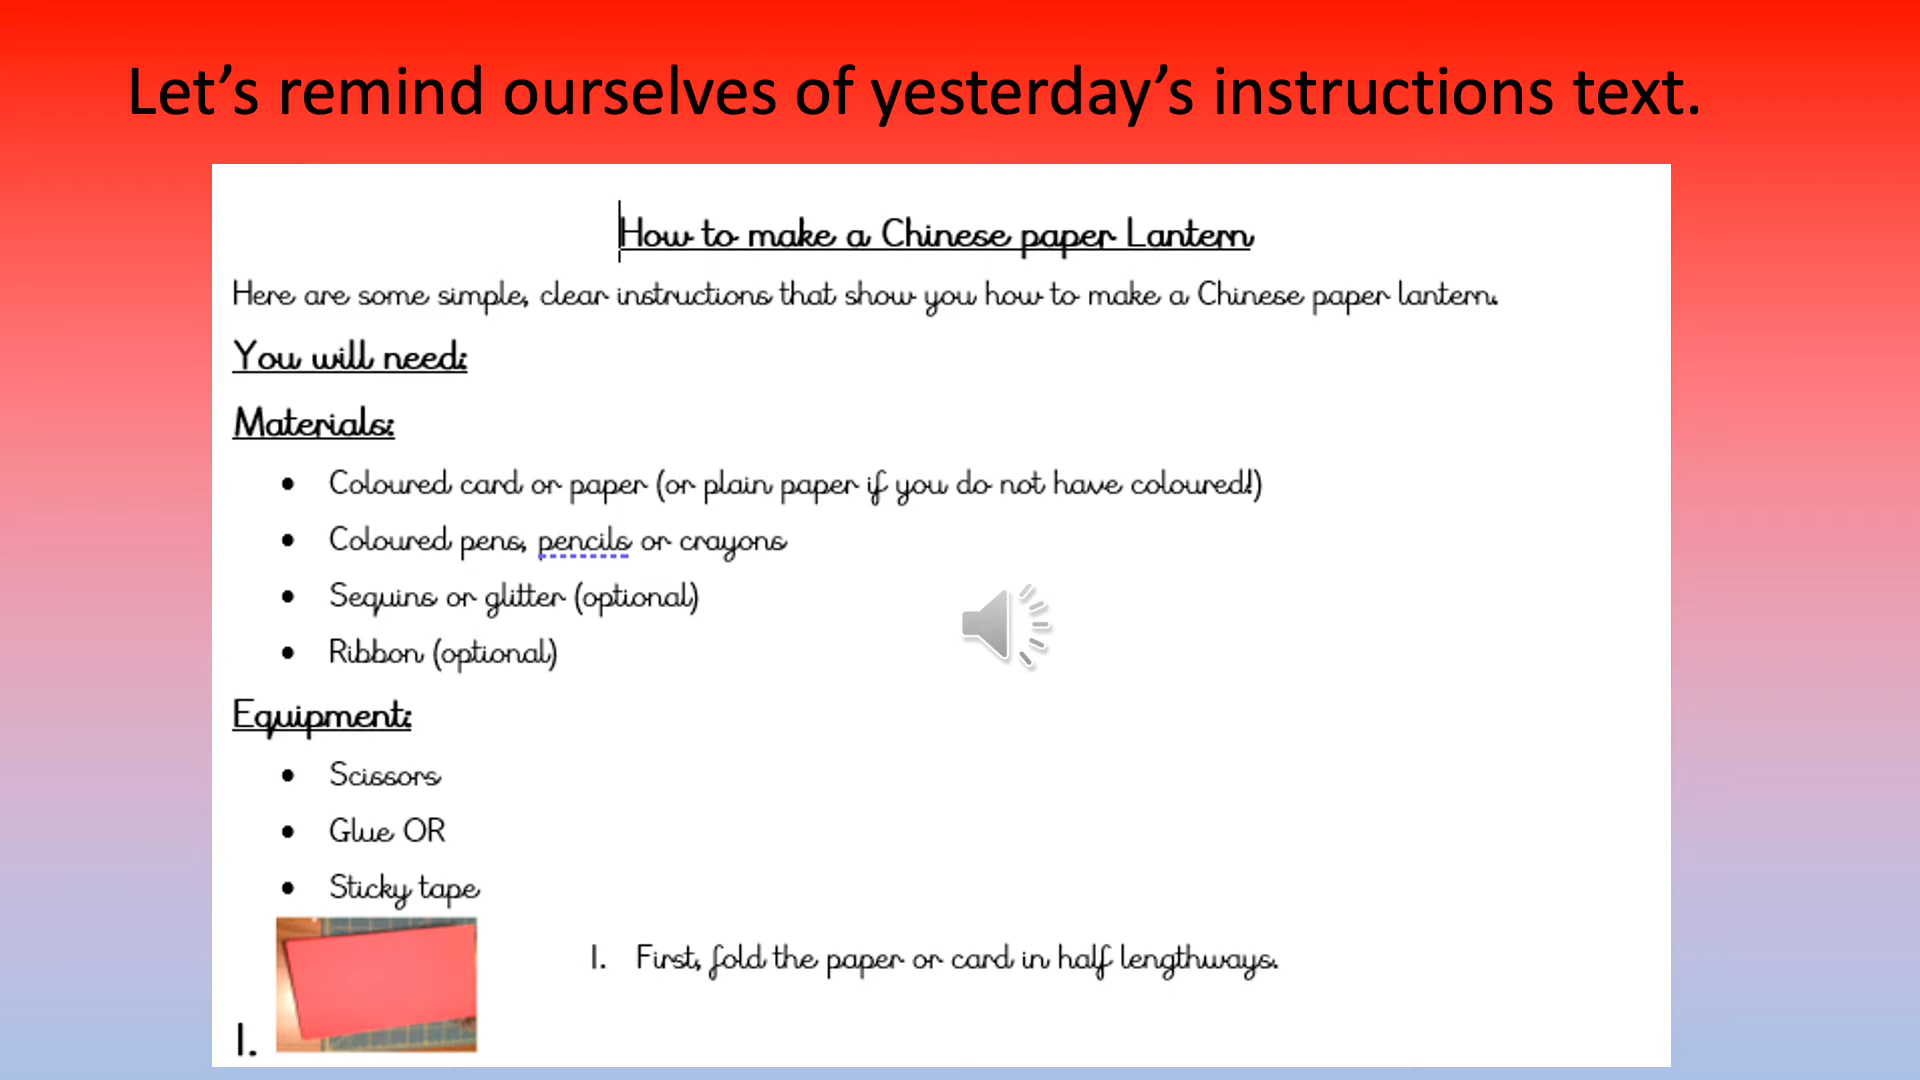 Let’s remind ourselves of yesterday’s instructions text.
How to make a Chinese paper Lantern
Here are some simple, clear instructions that show you how to make a Chinese paper lantern.
You will need:
Materials:
• Coloured card or paper (or plain paper if you do not have coloured!)
• Coloured pens, pencils or crayons
• Sequins or glitter (optional)
• Ribbon (optional)
Equipment:
• Scissors
• Glue OR
• Sticky tape
1. First, fold the paper or card in half lengthways.
1.